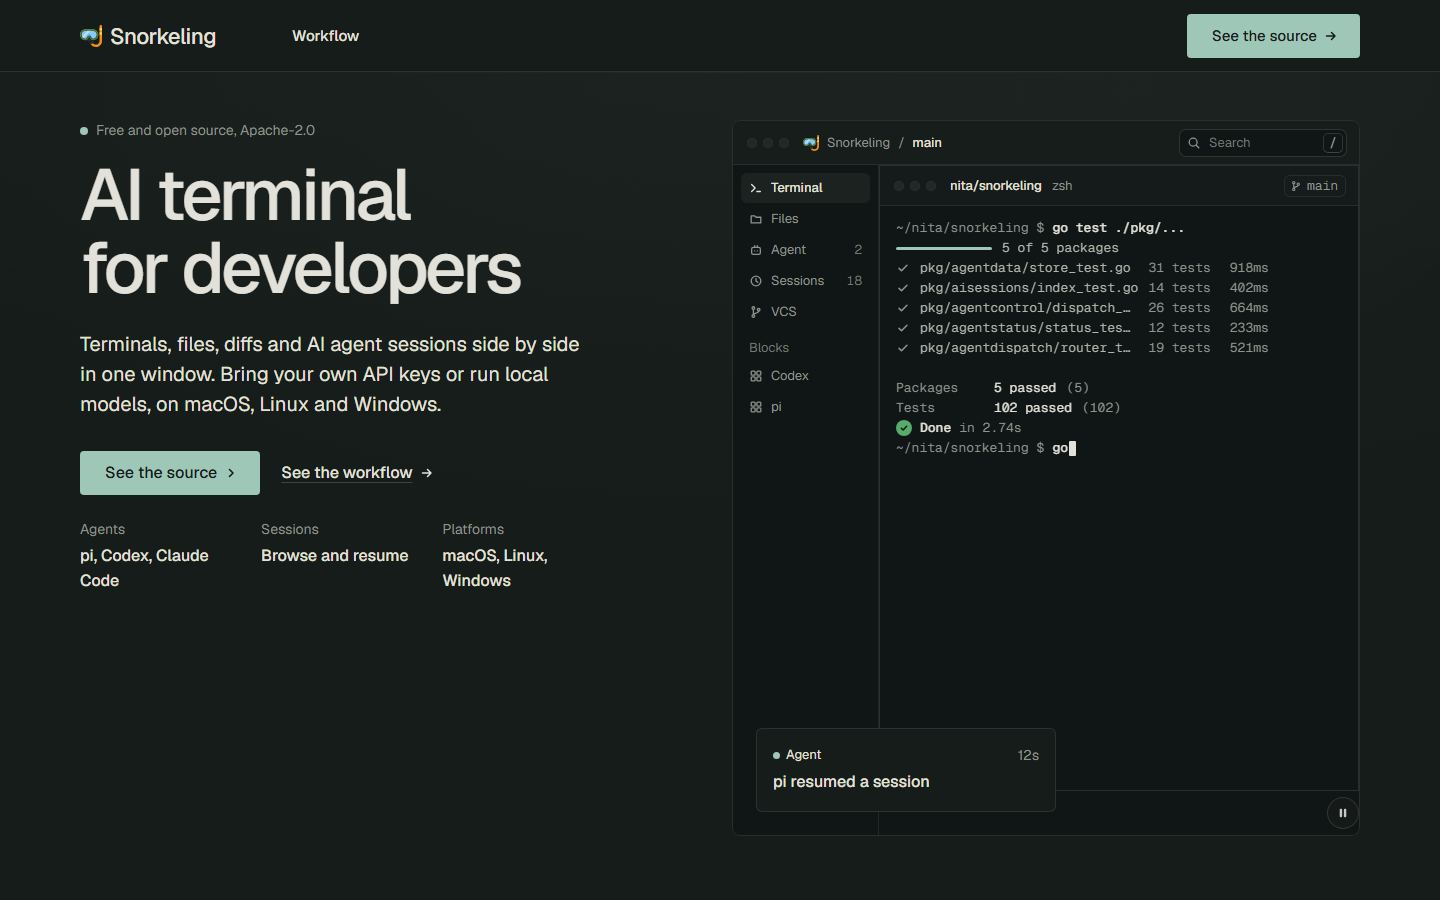 Snorkeling
Workflow
See the source →
Free and open source, Apache-2.0
AI terminal
for developers
Terminals, files, diffs and AI agent sessions side by side
in one window. Bring your own API keys or run local
models, on macOS, Linux and Windows.
See the source
See the workflow →
Agents
pi, Codex, Claude
Code
Sessions
Browse and resume
Platforms
macOS, Linux,
Windows
Snorkeling / main
Search /
Terminal
Files
Agent 2
Sessions 18
VCS
Blocks
Codex
pi
nita/snorkeling zsh
main
~/nita/snorkeling $ go test ./pkg/...
5 of 5 packages
pkg/agentdata/store_test.go 31 tests 918ms
pkg/aisessions/index_test.go 14 tests 402ms
pkg/agentcontrol/dispatch_… 26 tests 664ms
pkg/agentstatus/status_tes… 12 tests 233ms
pkg/agentdispatch/router_t… 19 tests 521ms
Packages 5 passed (5)
Tests 102 passed (102)
Done in 2.74s
~/nita/snorkeling $ go
Agent 12s
pi resumed a session